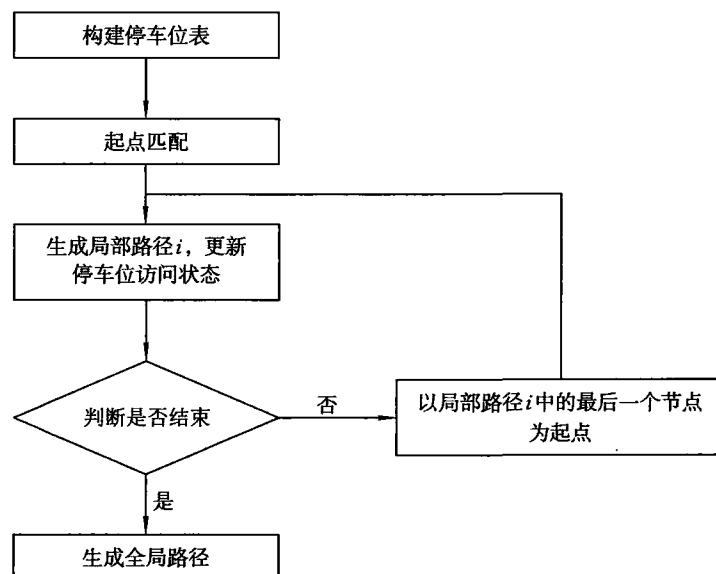 构建停车位表
起点匹配
生成局部路径i，更新
停车位访问状态
判断是否结束
否
以局部路径i中的最后一个节点
为起点
是
生成全局路径